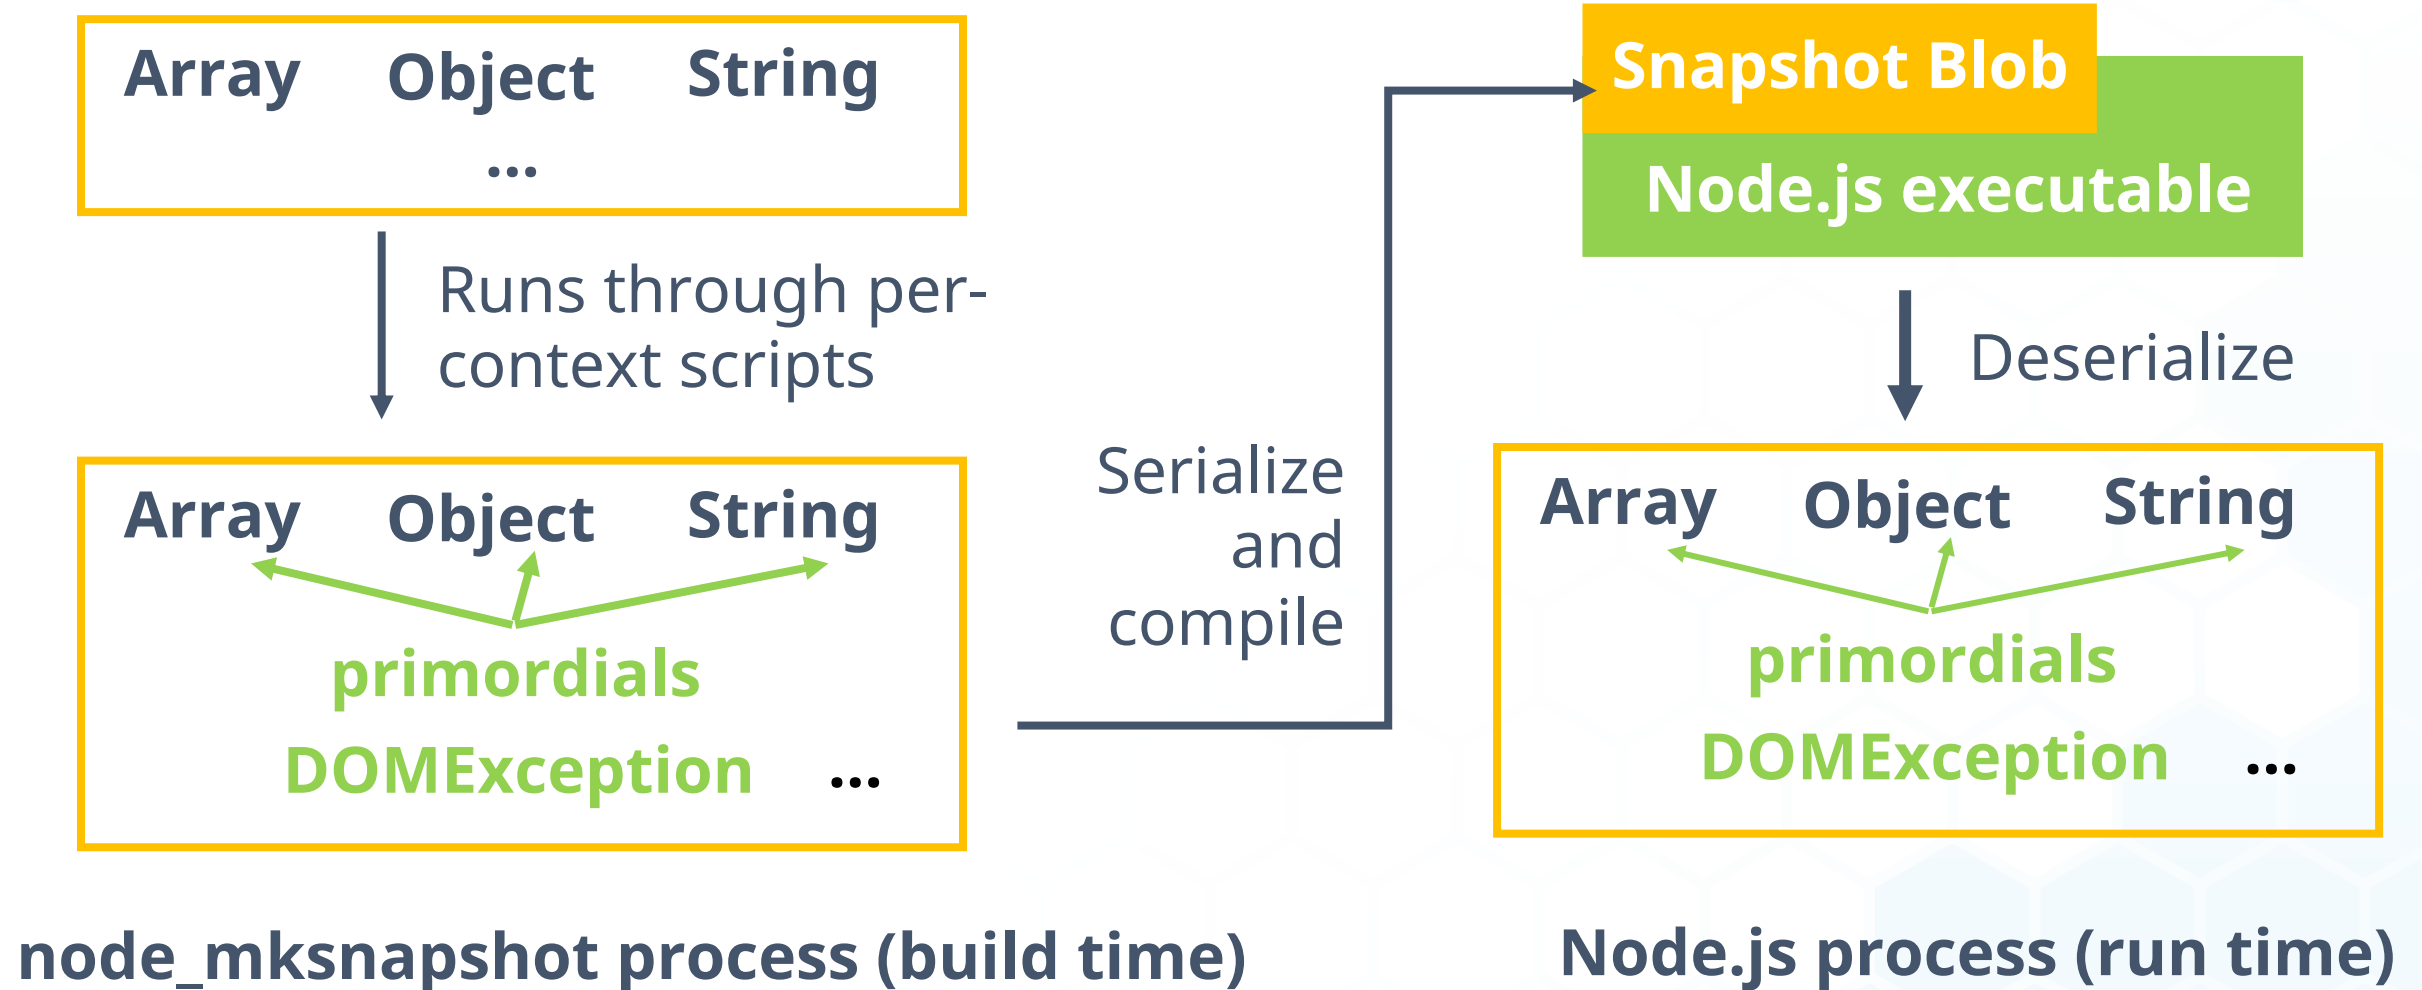 Array Object String
...
Runs through per-
context scripts
Array Object String
primordials
DOMException ...
node_mksnapshot process (build time)
Serialize
and
compile
Snapshot Blob
Node.js executable
Deserialize
Array Object String
primordials
DOMException ...
Node.js process (run time)